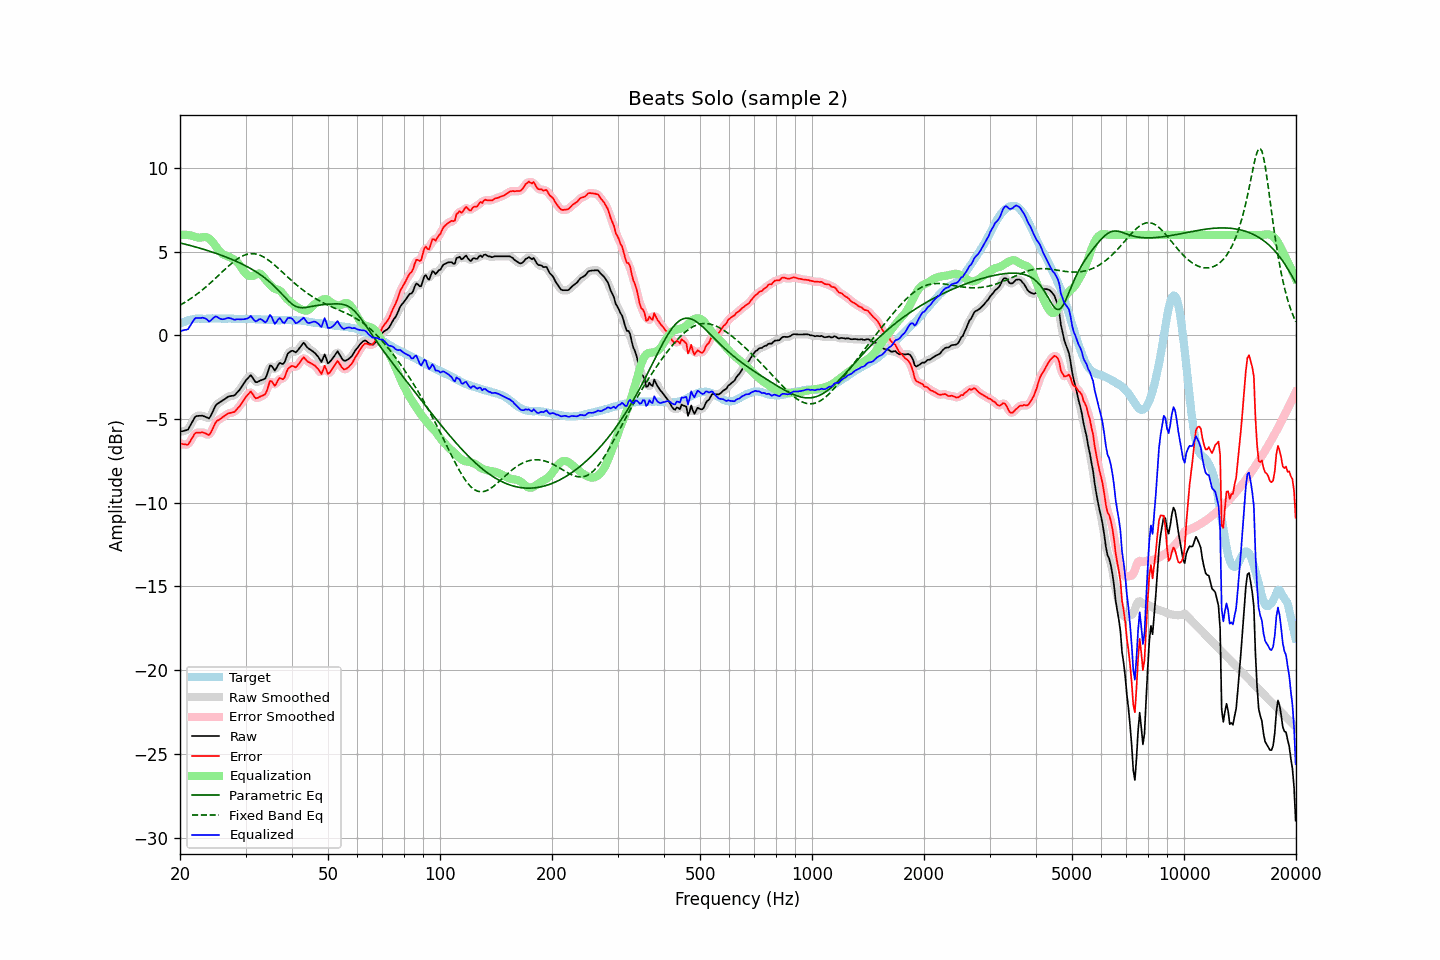 Beats Solo (sample 2)
Amplitude (dBr)
10
5
0
−5
−10
−15
−20
−25
−30
Target
Raw Smoothed
Error Smoothed
Raw
Error
Equalization
Parametric Eq
Fixed Band Eq
Equalized
20 50 100 200 500 1000 2000 5000 10000 20000
Frequency (Hz)